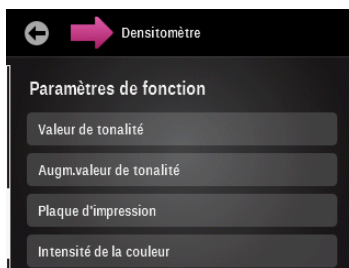 Densitomètre
Paramètres de fonction
Valeur de tonalité
Augm.valeur de tonalité
Plaque d'impression
Intensité de la couleur